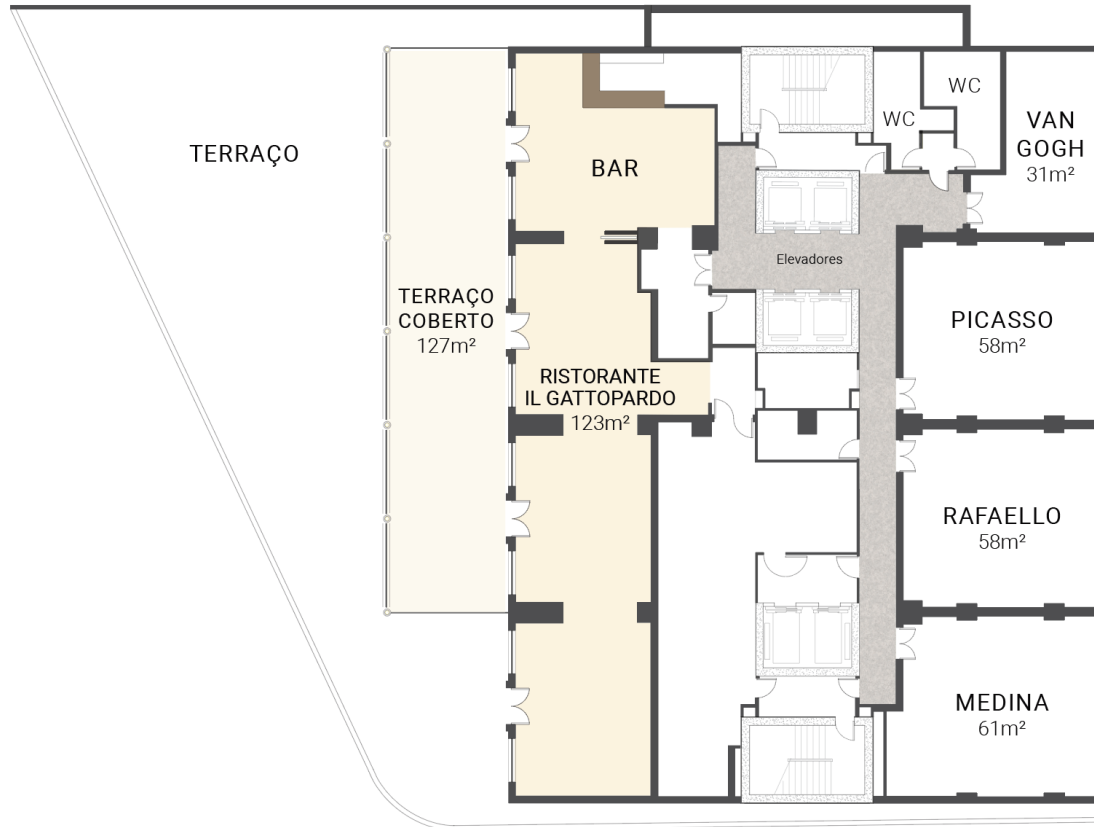 TERRAÇO
TERRAÇO
COBERTO
127m²
BAR
RISTORANTE
IL GATTOPARDO
123m²
Elevadores
WC
WC
VAN
GOGH
31m²
PICASSO
58m²
RAFAELLO
58m²
MEDINA
61m²